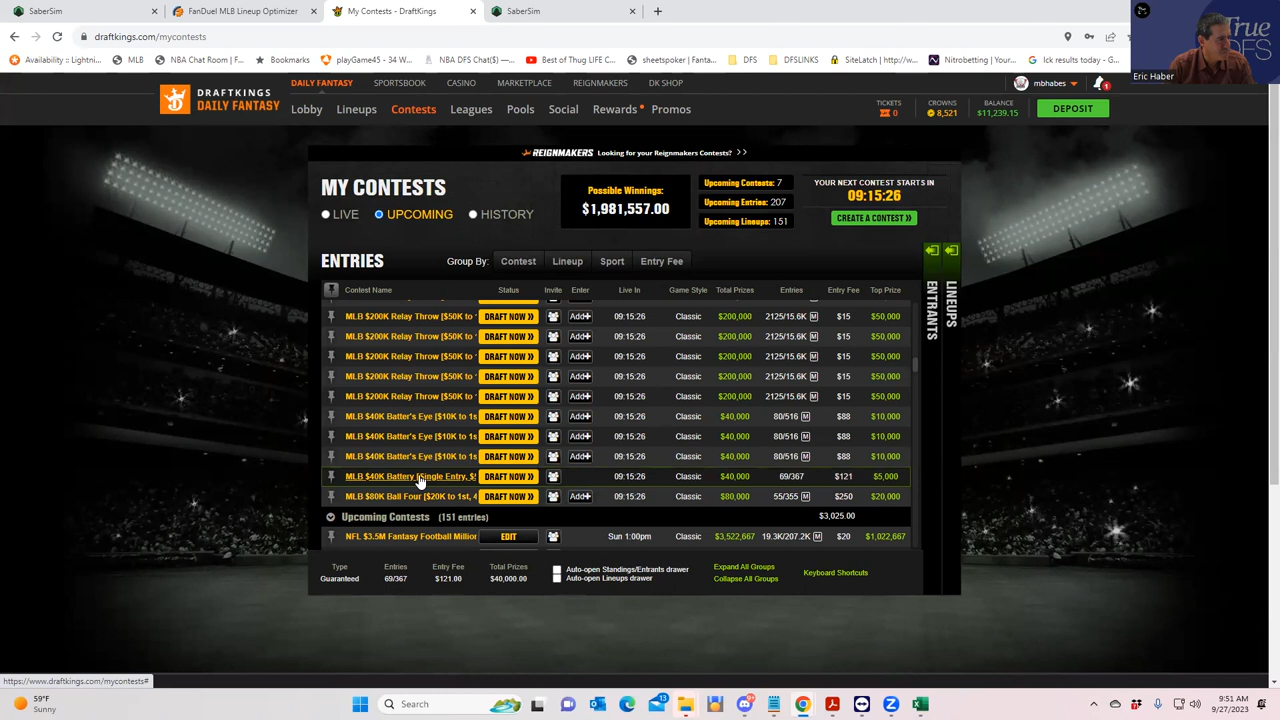 SaberSim
FanDuel MLB Lineup Optimizer
My Contests - DraftKings
SaberSim
draftkings.com/mycontests
Availability :: Lightni...
MLB
NBA Chat Room | Gr...
Bookmarks
playGame45 - 34 W...
NBA DFS Chat($) -...
Best of Thug LIFE C...
sheetspoker | Fanta...
DFS
DFSLINKS
SiteLatch | http://w...
Nitrobetting | Your...
lck results today - G...
True
DFS
Eric Haber
DAILY FANTASY
SPORTSBOOK
CASINO
MARKETPLACE
REIGNMAKERS
DK SHOP
mbhabes
1
DRAFTKINGS
DAILY FANTASY
Lobby
Lineups
Contests
Leagues
Pools
Social
Rewards
Promos
TICKETS
0
CROWNS
8,521
BALANCE
$11,239.15
DEPOSIT
REIGNMAKERS Looking for your Reignmakers Contests? >>
MY CONTESTS
LIVE
UPCOMING
HISTORY
Possible Winnings:
$1,981,557.00
Upcoming Contests: 7
Upcoming Entries: 207
Upcoming Lineups: 151
YOUR NEXT CONTEST STARTS IN
09:15:26
CREATE A CONTEST »
ENTRIES
Group By:
Contest
Lineup
Sport
Entry Fee
ENTRANTS
LINEUPS
Contest Name Status Invite Enter Live In Game Style Total Prizes Entries Entry Fee Top Prize
MLB $200K Relay Throw [$50K to DRAFT NOW » Add+ 09:15:26 Classic $200,000 2125/15.6K M $15 $50,000
MLB $200K Relay Throw [$50K to DRAFT NOW » Add+ 09:15:26 Classic $200,000 2125/15.6K M $15 $50,000
MLB $200K Relay Throw [$50K to DRAFT NOW » Add+ 09:15:26 Classic $200,000 2125/15.6K M $15 $50,000
MLB $200K Relay Throw [$50K to DRAFT NOW » Add+ 09:15:26 Classic $200,000 2125/15.6K M $15 $50,000
MLB $200K Relay Throw [$50K to DRAFT NOW » Add+ 09:15:26 Classic $200,000 2125/15.6K M $15 $50,000
MLB $40K Batter's Eye [$10K to 1s DRAFT NOW » Add+ 09:15:26 Classic $40,000 80/516 M $88 $10,000
MLB $40K Batter's Eye [$10K to 1s DRAFT NOW » Add+ 09:15:26 Classic $40,000 80/516 M $88 $10,000
MLB $40K Batter's Eye [$10K to 1s DRAFT NOW » Add+ 09:15:26 Classic $40,000 80/516 M $88 $10,000
MLB $40K Battery [Single Entry, $5 DRAFT NOW » 09:15:26 Classic $40,000 69/367 $121 $5,000
MLB $80K Ball Four [$20K to 1st, 4 DRAFT NOW » Add+ 09:15:26 Classic $80,000 55/355 M $250 $20,000
Upcoming Contests (151 entries) $3,025.00
NFL $3.5M Fantasy Football Million EDIT Sun 1:00pm Classic $3,522,667 19.3K/207.2K M $20 $1,022,667
Type Entries Entry Fee Total Prizes
Guaranteed 69/367 $121.00 $40,000.00
Auto-open Standings/Entrants drawer
Auto-open Lineups drawer
Expand All Groups
Collapse All Groups
Keyboard Shortcuts
https://www.draftkings.com/mycontests#
59°F
Sunny
Search
13
9:51 AM
9/27/2023